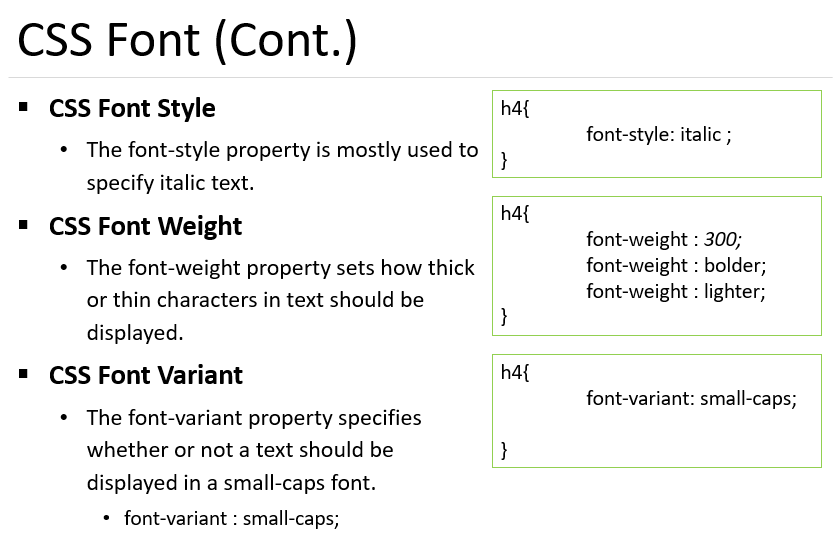 CSS Font (Cont.)
▪ CSS Font Style
• The font-style property is mostly used to
specify italic text.
▪ CSS Font Weight
• The font-weight property sets how thick
or thin characters in text should be
displayed.
▪ CSS Font Variant
• The font-variant property specifies
whether or not a text should be
displayed in a small-caps font.
• font-variant : small-caps;
h4{
font-style: italic ;
}
h4{
font-weight : 300;
font-weight : bolder;
font-weight : lighter;
}
h4{
font-variant: small-caps;
}